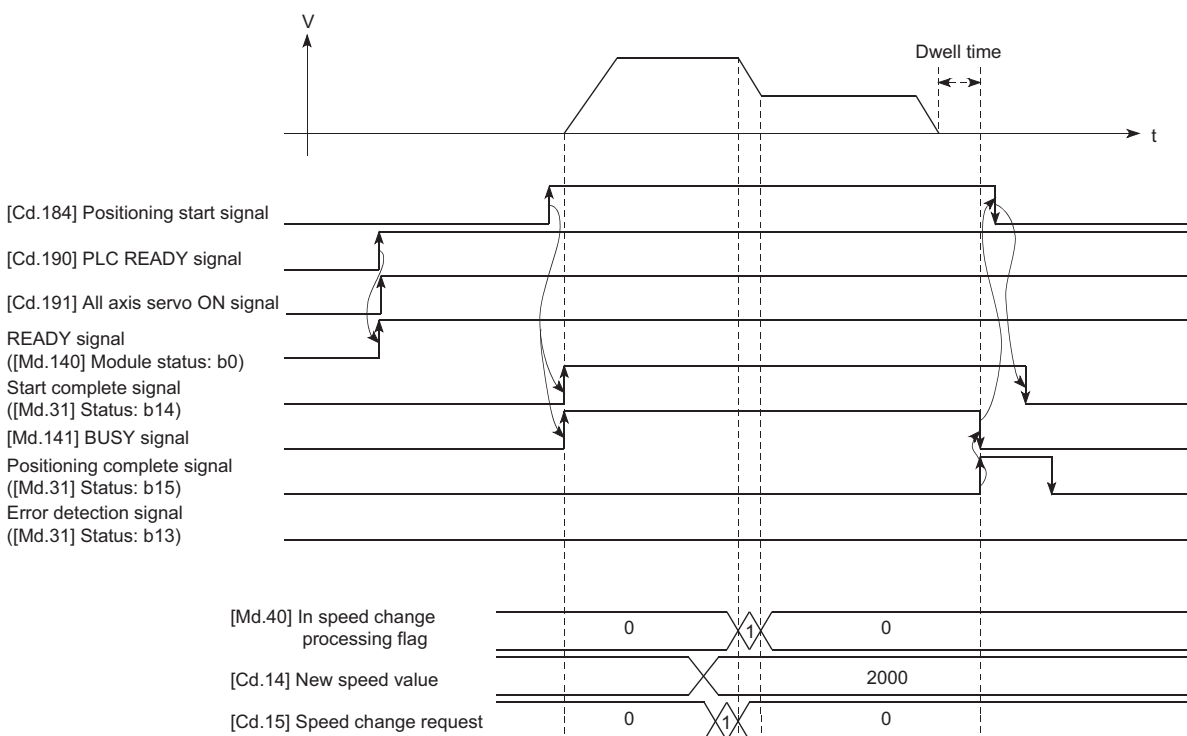 V
Dwell time
t
[Cd.184] Positioning start signal
[Cd.190] PLC READY signal
[Cd.191] All axis servo ON signal
READY signal
([Md.140] Module status: b0)
Start complete signal
([Md.31] Status: b14)
[Md.141] BUSY signal
Positioning complete signal
([Md.31] Status: b15)
Error detection signal
([Md.31] Status: b13)
[Md.40] In speed change
processing flag
0 1 0
[Cd.14] New speed value 2000
[Cd.15] Speed change request 0 1 0